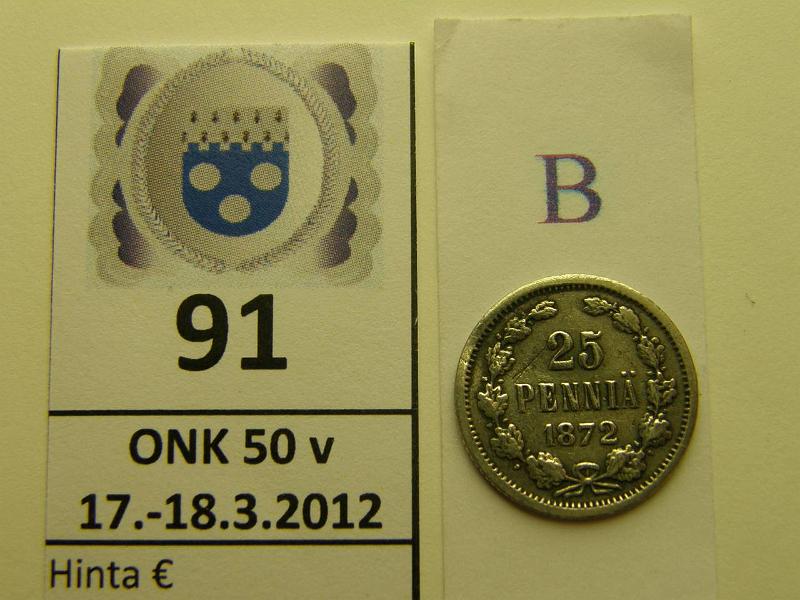 91
ONK 50 v
17.-18.3.2012
Hinta €
B
25
PENNIÄ
1872